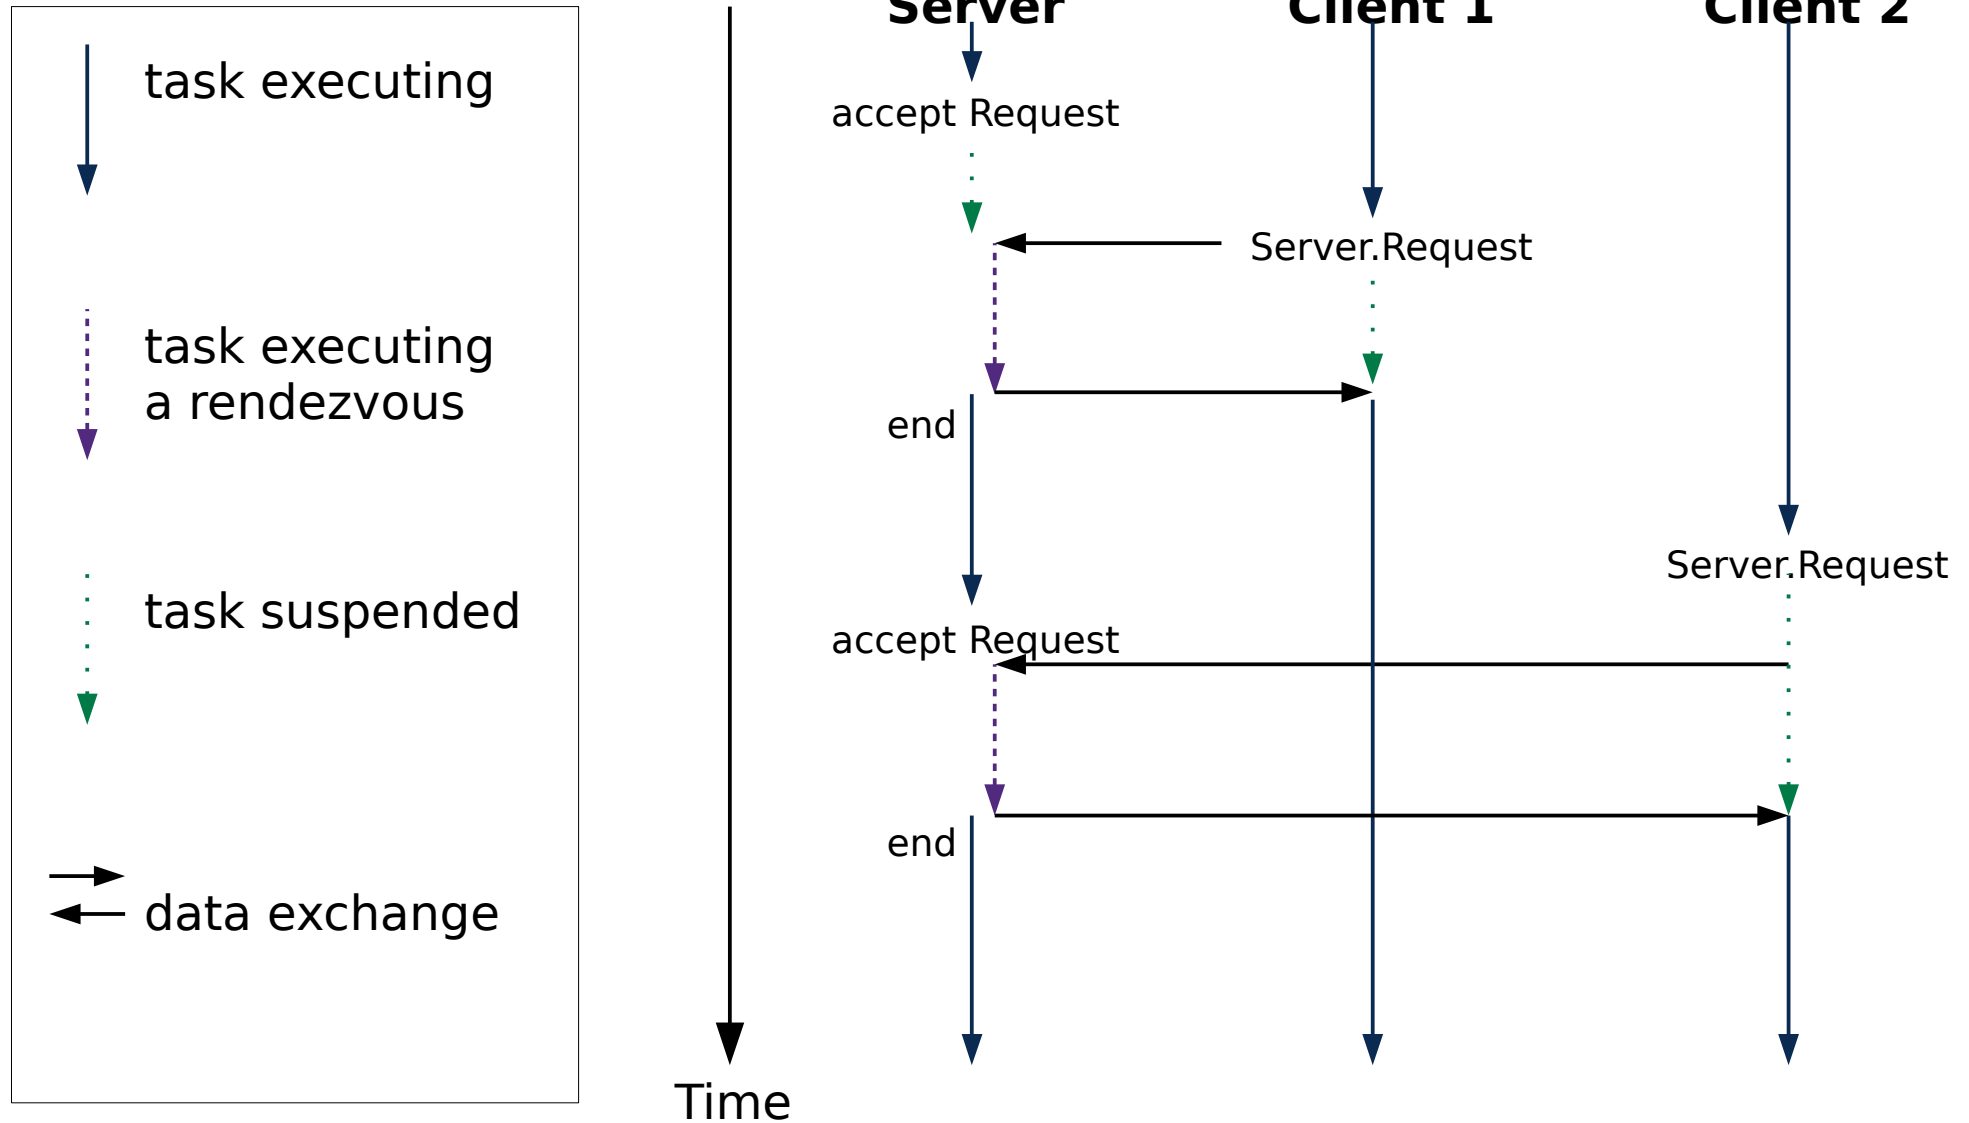 task executing
task executing
a rendezvous
task suspended
data exchange
Time
Server Client 1 Client 2
accept Request
Server.Request
end
Server.Request
accept Request
end